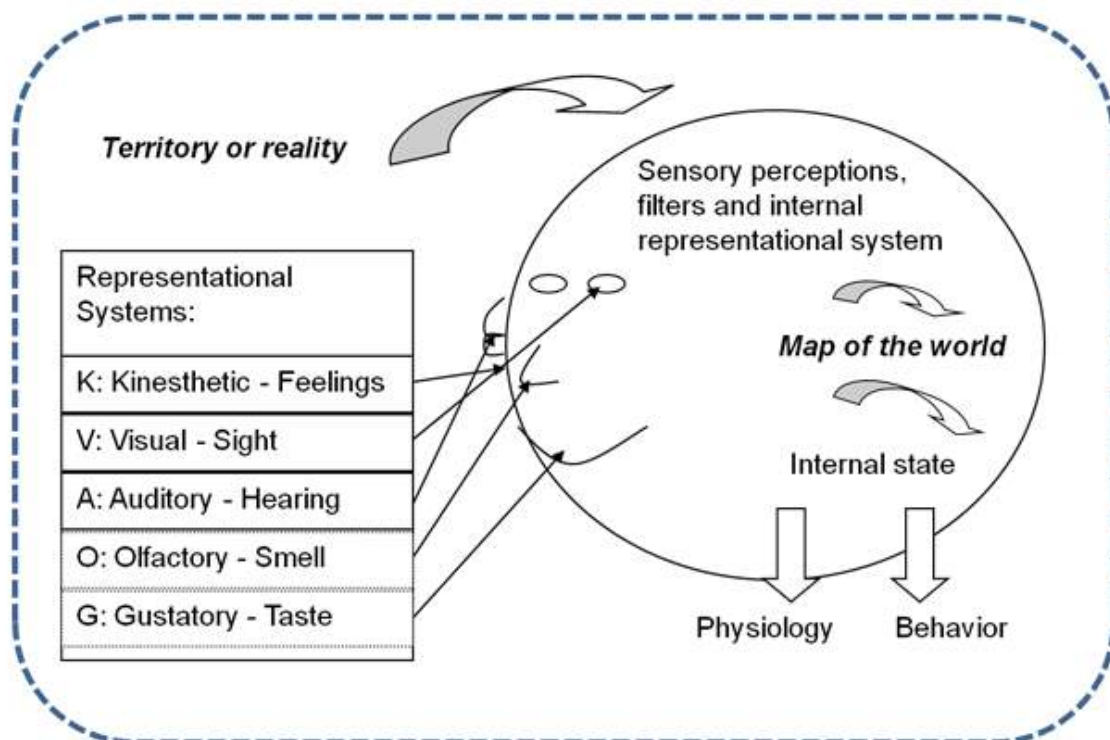 Territory or reality
Sensory perceptions,
filters and internal
representational system
Representational
Systems:
K: Kinesthetic - Feelings
V: Visual - Sight
A: Auditory - Hearing
O: Olfactory - Smell
G: Gustatory - Taste
Map of the world
Internal state
Physiology
Behavior